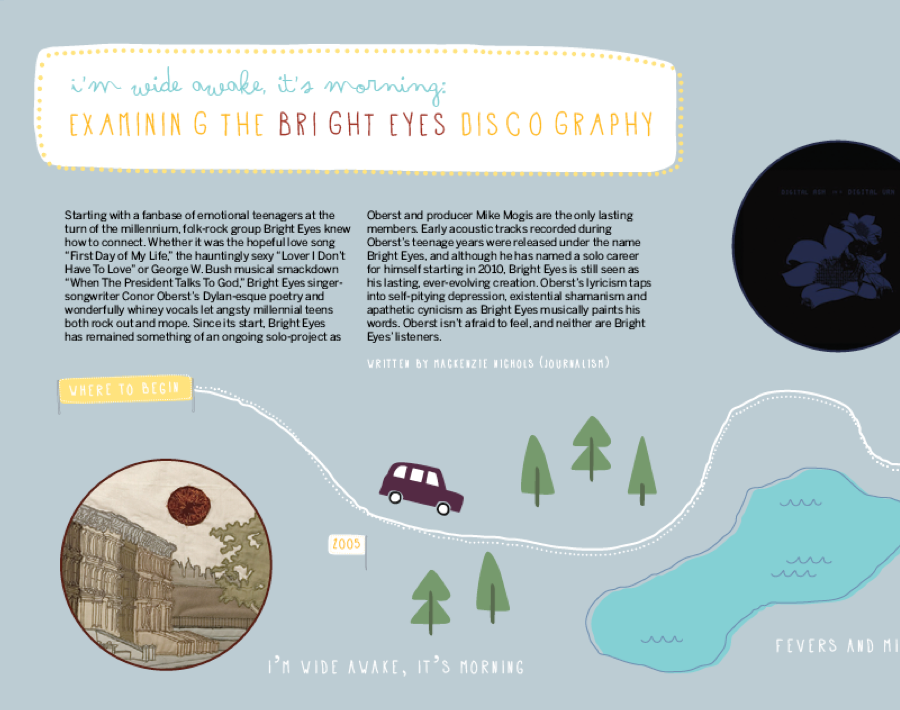 i'm wide awake, it's morning:
EXAMINING THE BRIGHT EYES DISCOGRAPHY
Starting with a fanbase of emotional teenagers at the
turn of the millennium, folk-rock group Bright Eyes knew
how to connect. Whether it was the hopeful love song
“First Day of My Life,” the hauntingly sexy “Lover I Don’t
Have To Love” or George W. Bush musical smackdown
“When The President Talks To God,” Bright Eyes singer-
songwriter Conor Oberst’s Dylan-esque poetry and
wonderfully whiney vocals let angsty millennial teens
both rock out and mope. Since its start, Bright Eyes
has remained something of an ongoing solo-project as
Oberst and producer Mike Mogis are the only lasting
members. Early acoustic tracks recorded during
Oberst’s teenage years were released under the name
Bright Eyes, and although he has named a solo career
for himself starting in 2010, Bright Eyes is still seen as
his lasting, ever-evolving creation. Oberst’s lyricism taps
into self-pitying depression, existential shamanism and
apathetic cynicism as Bright Eyes musically paints his
words. Oberst isn’t afraid to feel, and neither are Bright
Eyes’ listeners.
WRITTEN BY MACKENZIE NICHOLS (JOURNALISM)
DIGITAL ASH DIGITAL URN
WHERE TO BEGIN
2005
I'M WIDE AWAKE, IT'S MORNING
FEVERS AND MI